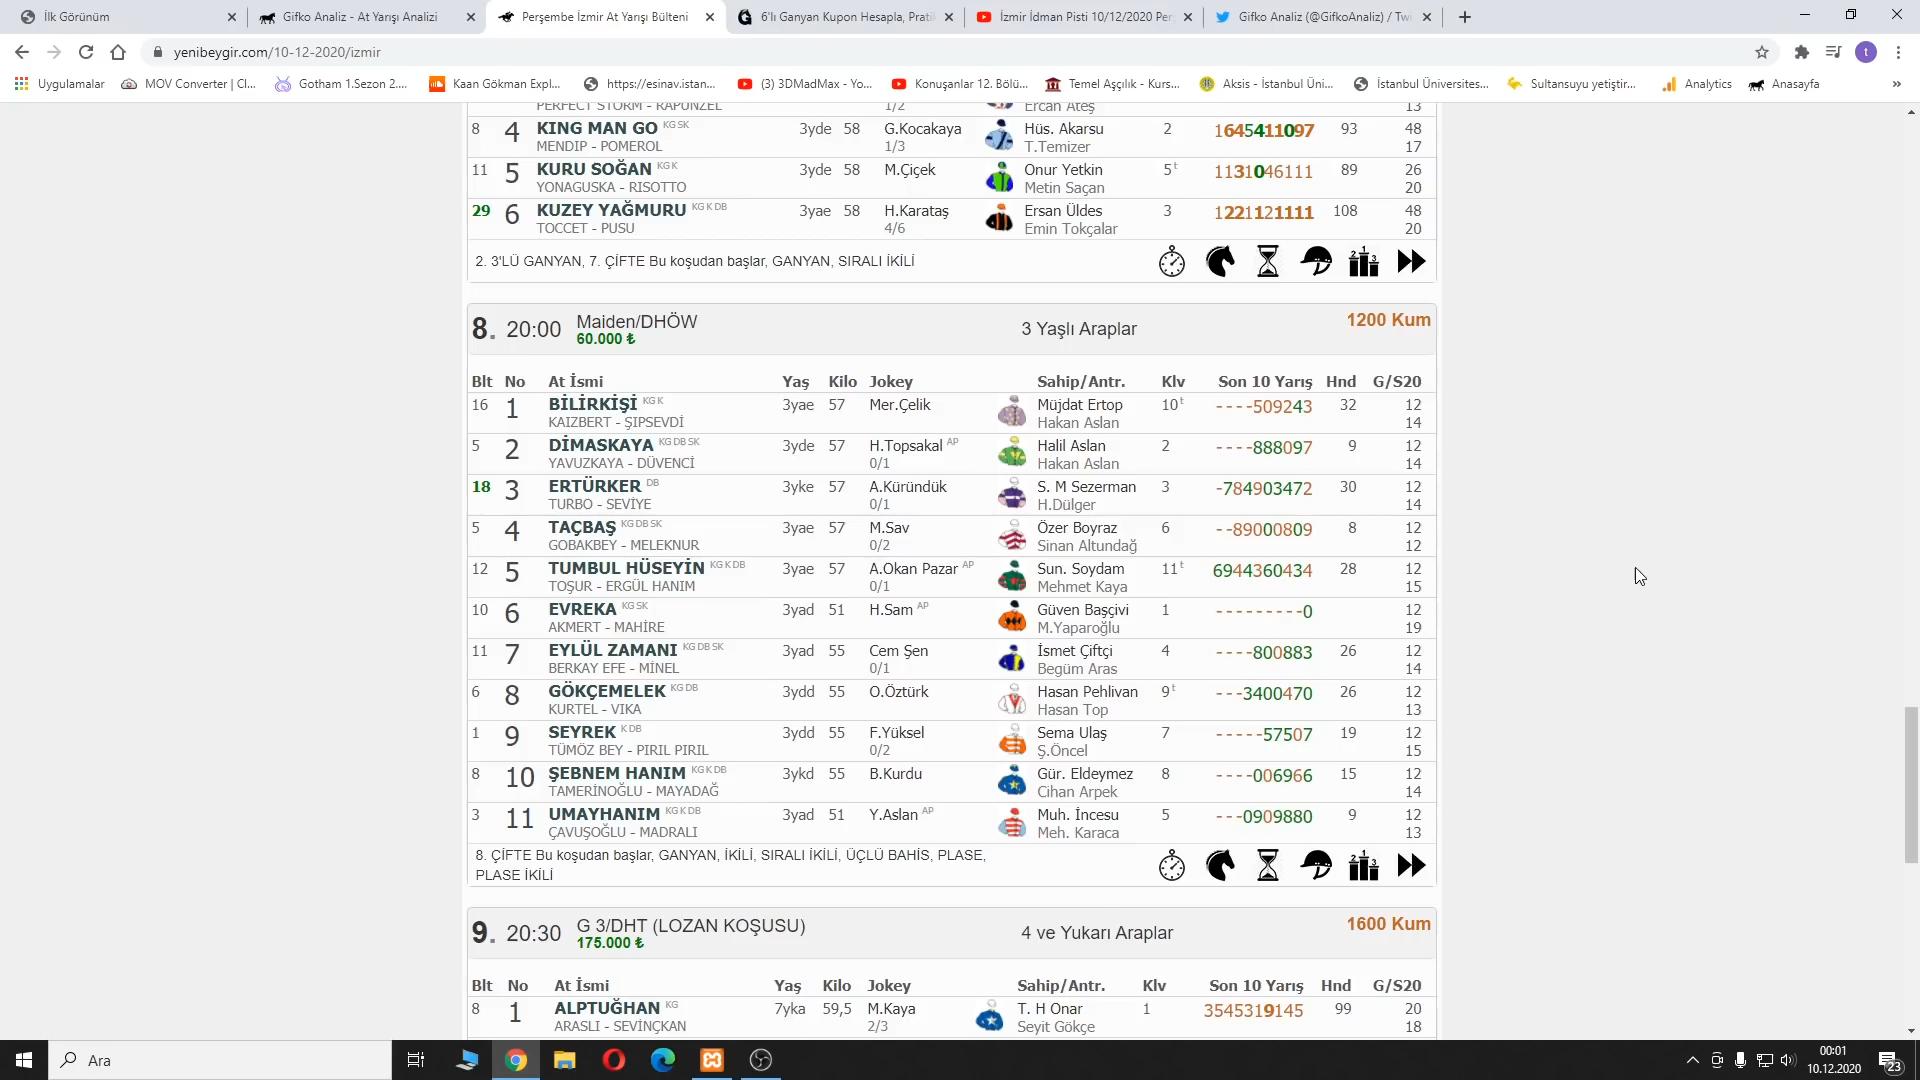 İlk Görünüm
Gifko Analiz - At Yarışı Analizi
Perşembe İzmir At Yarışı Bülteni
6'lı Ganyan Kupon Hesapla, Prati
İzmir İdman Pisti 10/12/2020 Per
Gifko Analiz (@GifkoAnaliz) / Tw
yenibeygir.com/10-12-2020/izmir
t
Uygulamalar
MOV Converter | Cl...
Gotham 1.Sezon 2....
Kaan Gökman Expl...
https://esinav.istan...
(3) 3DMadMax - Yo...
Konuşanlar 12. Bölü...
Temel Aşçılık - Kurs...
Aksis - İstanbul Üni...
İstanbul Üniversites...
Sultansuyu yetiştir...
Analytics
Anasayfa
»
PERFECT STORM - RAPUNZEL 1/2 Ercan Ateş 13
8 4 KING MAN GO KG SK 3yde 58 G.Kocakaya Hüs. Akarsu 2 1645411097 93 48
MENDIP - POMEROL 1/3 T.Temizer 17
11 5 KURU SOĞAN KG K 3yde 58 M.Çiçek Onur Yetkin 5t 1131046111 89 26
YONAGUSKA - RISOTTO Metin Saçan 20
29 6 KUZEY YAĞMURU KG K DB 3yae 58 H.Karataş Ersan Üldes 3 1221121111 108 48
TOCCET - PUSU 4/6 Emin Tokçalar 20
2. 3'LÜ GANYAN, 7. ÇİFTE Bu koşudan başlar, GANYAN, SIRALI İKİLİ
8. 20:00 Maiden/DHÖW 3 Yaşlı Araplar 1200 Kum
60.000 ₺
Blt No At İsmi Yaş Kilo Jokey Sahip/Antr. Klv Son 10 Yarış Hnd G/S20
16 1 BİLİRKİŞİ KG K 3yae 57 Mer.Çelik Müjdat Ertop 10t ----509243 32 12
KAIZBERT - ŞIPSEVDİ Hakan Aslan 14
5 2 DİMASKAYA KG DB SK 3yde 57 H.Topsakal AP Halil Aslan 2 ----888097 9 12
YAVUZKAYA - DÜVENCİ 0/1 Hakan Aslan 14
18 3 ERTÜRKER DB 3yke 57 A.Küründük S. M Sezerman 3 -784903472 30 12
TURBO - SEVİYE 0/1 H.Dülger 14
5 4 TAÇBAŞ KG DB SK 3yae 57 M.Sav Özer Boyraz 6 --89000809 8 12
GOBAKBEY - MELEKNUR 0/2 Sinan Altundağ 12
12 5 TUMBUL HÜSEYİN KG K DB 3yae 57 A.Okan Pazar AP Sun. Soydam 11t 6944360434 28 12
TOŞUR - ERGÜL HANIM 0/1 Mehmet Kaya 15
10 6 EVREKA KG SK 3yad 51 H.Sam AP Güven Başçivi 1 ---------0 12
AKMERT - MAHİRE M.Yaparoğlu 19
11 7 EYLÜL ZAMANI KG DB SK 3yad 55 Cem Şen İsmet Çiftçi 4 ----800883 26 12
BERKAY EFE - MİNEL 0/1 Begüm Aras 14
6 8 GÖKÇEMELEK KG DB 3ydd 55 O.Öztürk Hasan Pehlivan 9t ---3400470 26 12
KURTEL - VIKA Hasan Top 13
1 9 SEYREK K DB 3ydd 55 F.Yüksel Sema Ulaş 7 -----57507 19 12
TÜMÖZ BEY - PIRIL PIRIL 0/2 Ş.Öncel 15
8 10 ŞEBNEM HANIM KG K DB 3ykd 55 B.Kurdu Gür. Eldeymez 8 ----006966 15 12
TAMERİNOĞLU - MAYADAĞ Cihan Arpek 14
3 11 UMAYHANIM KG K DB 3yad 51 Y.Aslan AP Muh. İncesu 5 ---0909880 9 12
ÇAVUŞOĞLU - MADRALI Meh. Karaca 13
8. ÇİFTE Bu koşudan başlar, GANYAN, İKİLİ, SIRALI İKİLİ, ÜÇLÜ BAHİS, PLASE,
PLASE İKİLİ
9. 20:30 G 3/DHT (LOZAN KOŞUSU) 4 ve Yukarı Araplar 1600 Kum
175.000 ₺
Blt No At İsmi Yaş Kilo Jokey Sahip/Antr. Klv Son 10 Yarış Hnd G/S20
8 1 ALPTUĞHAN KG 7yka 59,5 M.Kaya T. H Onar 1 3545319145 99 20
ARASLI - SEVİNÇKAN 2/3 Seyit Gökçe 18
Ara
00:01
10.12.2020
23